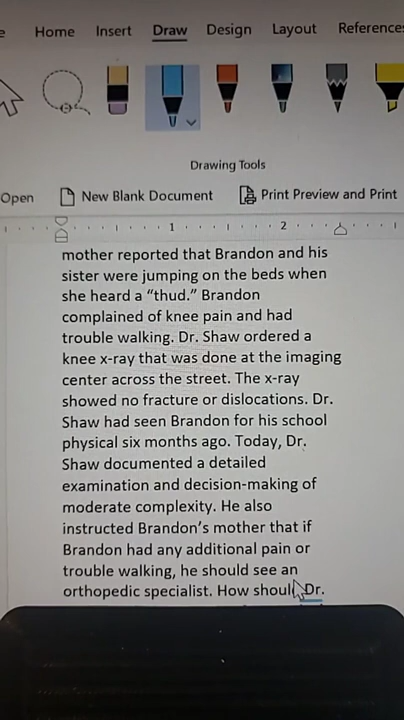 Home Insert Draw Design Layout
Drawing Tools
Open New Blank Document Print Preview and Print
1 2
mother reported that Brandon and his
sister were jumping on the beds when
she heard a “thud.” Brandon
complained of knee pain and had
trouble walking. Dr. Shaw ordered a
knee x-ray that was done at the imaging
center across the street. The x-ray
showed no fracture or dislocations. Dr.
Shaw had seen Brandon for his school
physical six months ago. Today, Dr.
Shaw documented a detailed
examination and decision-making of
moderate complexity. He also
instructed Brandon’s mother that if
Brandon had any additional pain or
trouble walking, he should see an
orthopedic specialist. How should Dr.